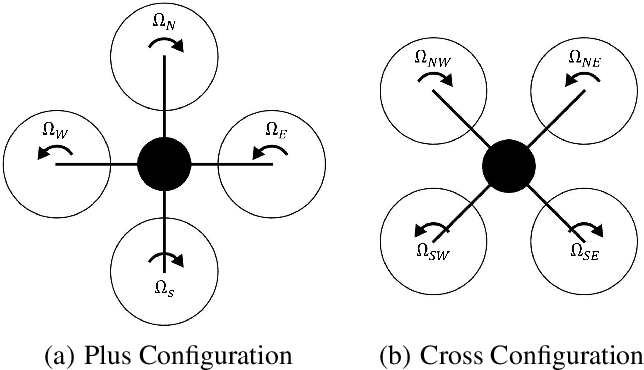 Ω_N
Ω_NW Ω_NE
Ω_W Ω_E
Ω_SW Ω_SE
Ω_s
(a) Plus Configuration (b) Cross Configuration